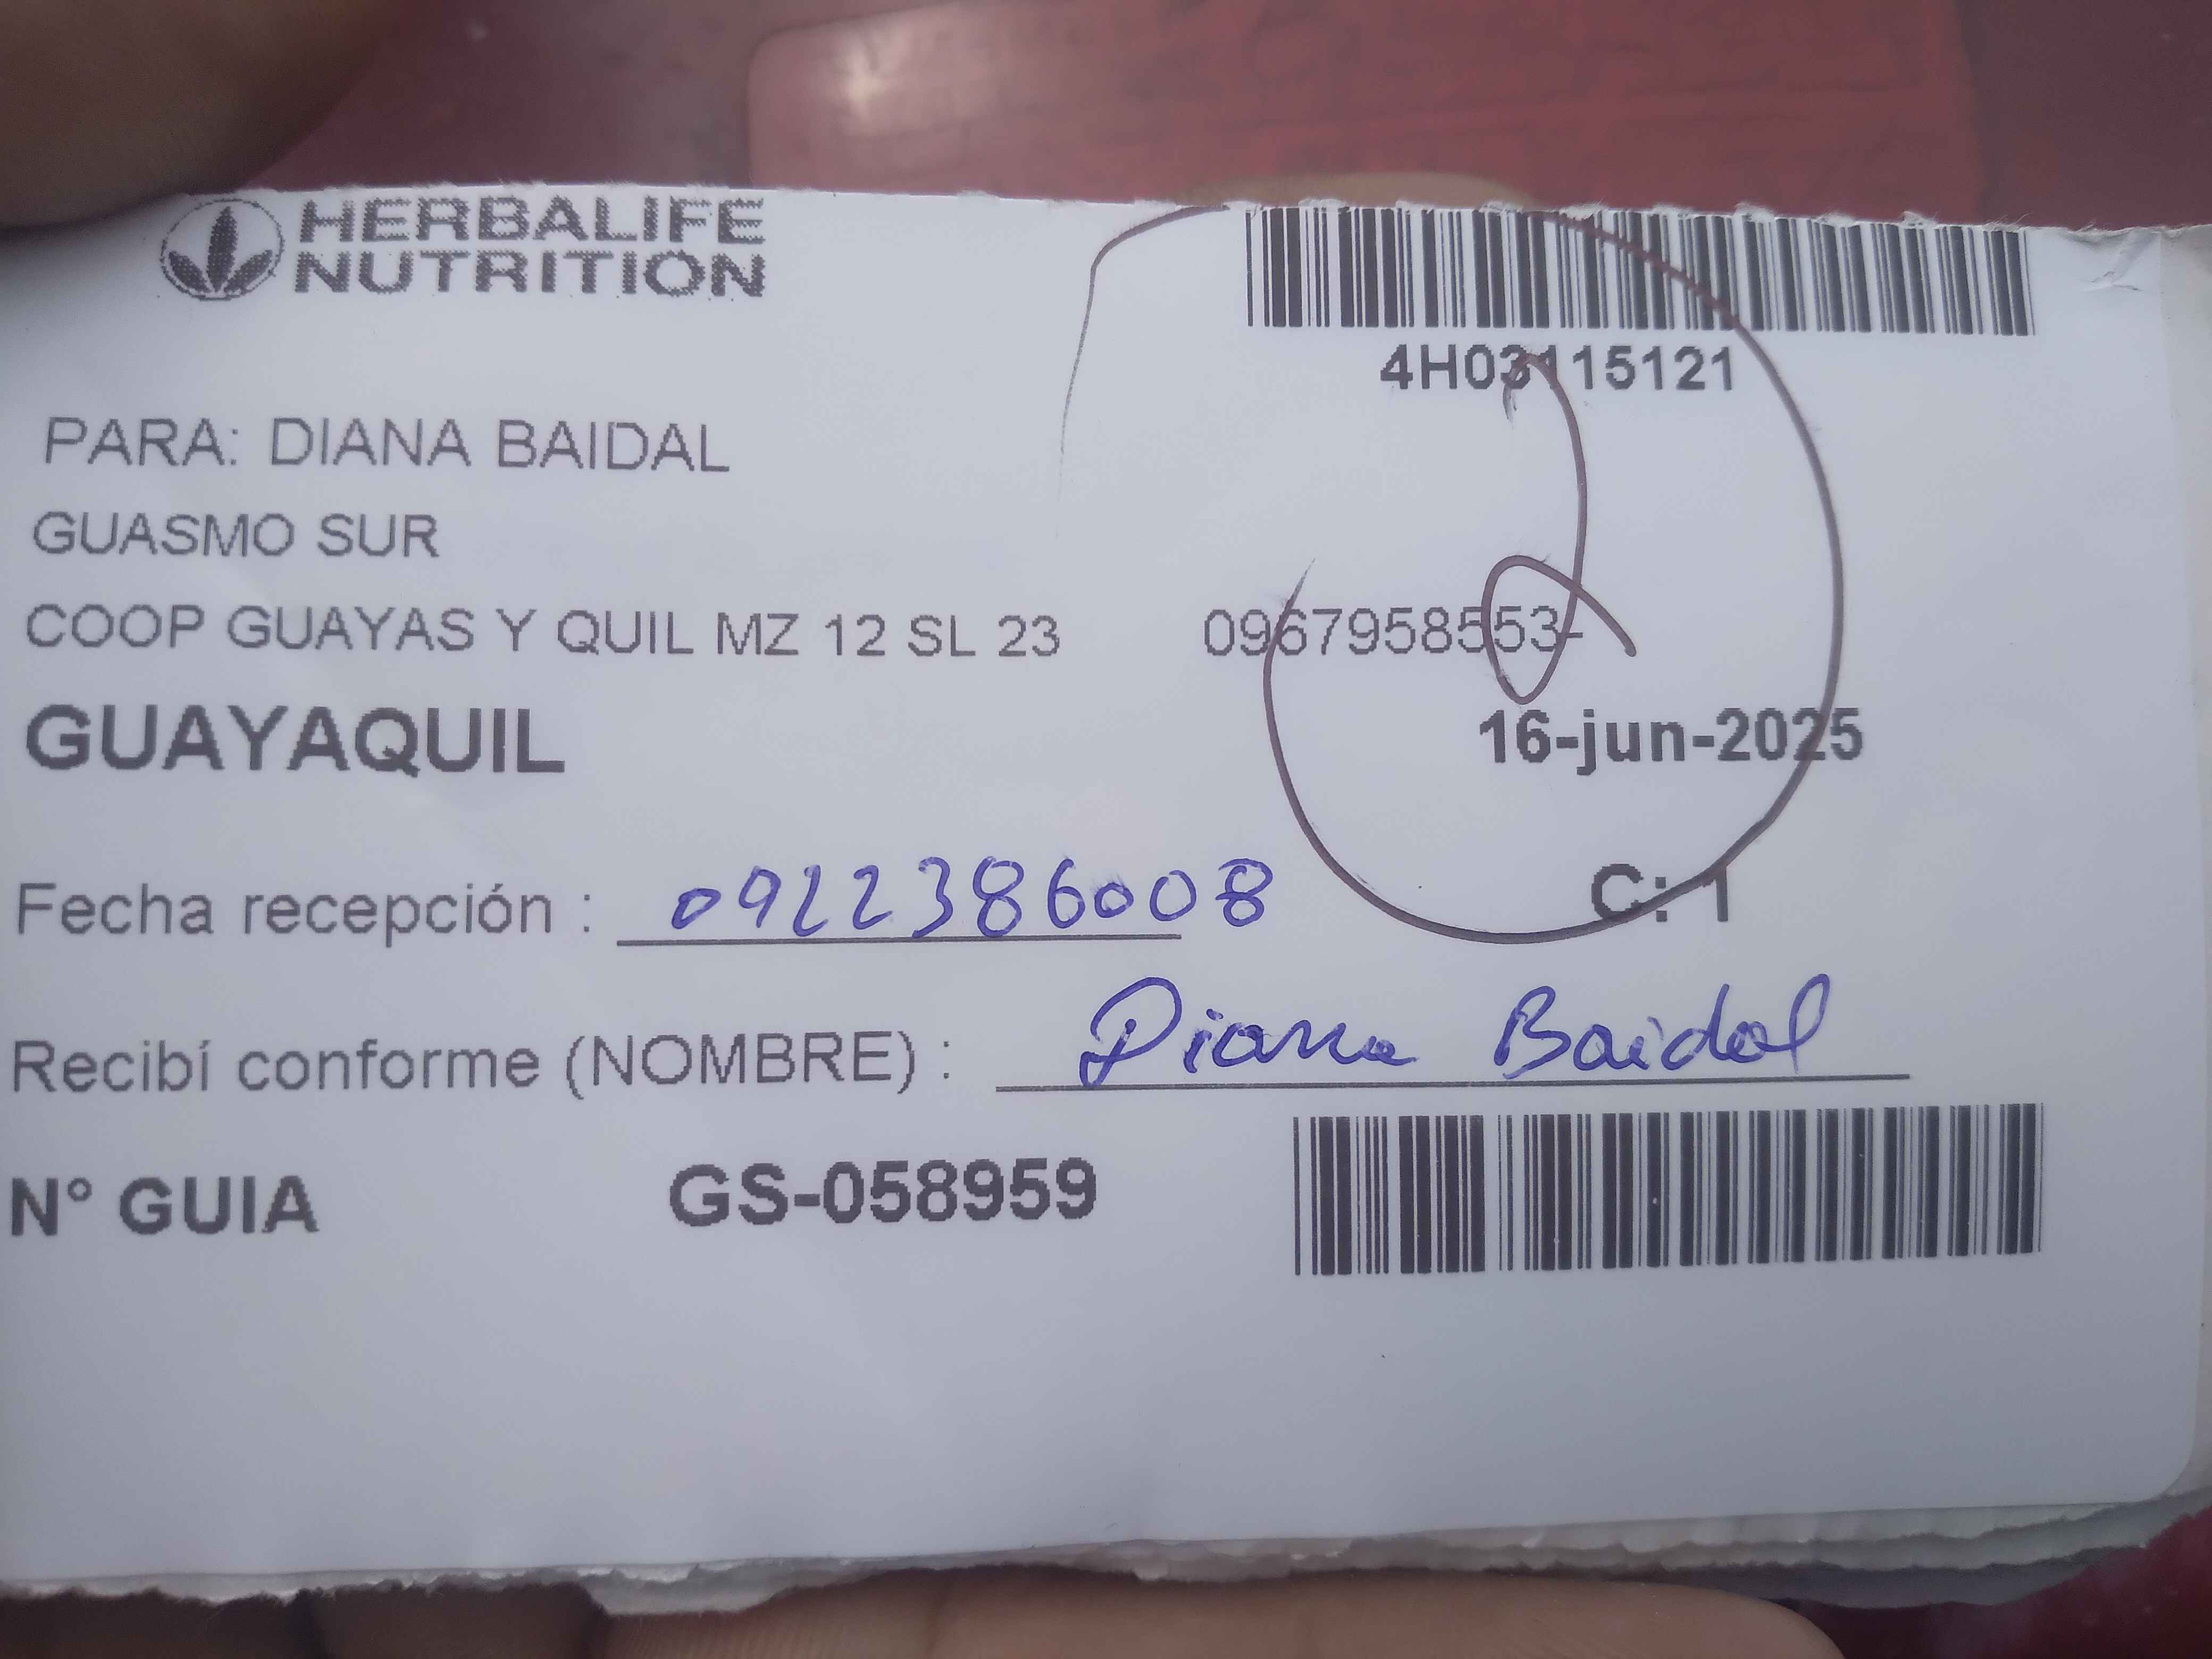 HERBALIFE
NUTRITION
4H03115121
PARA: DIANA BAIDAL
GUASMO SUR
COOP GUAYAS Y QUIL MZ 12 SL 23 0967958553-
GUAYAQUIL 16-jun-2025
Fecha recepción : 0922386008 C: 1
Recibí conforme (NOMBRE) : Diana Baidal
N° GUIA GS-058959